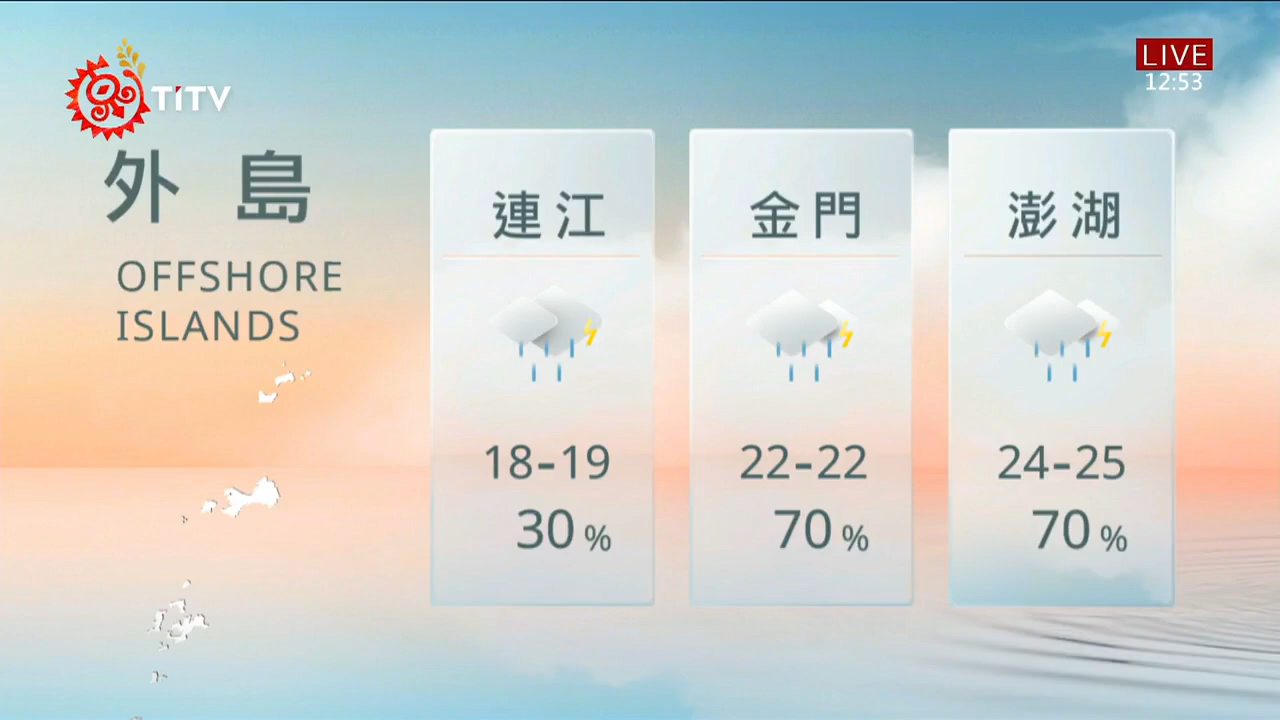 TiTV
LIVE
12:53
外島
OFFSHORE
ISLANDS
連江
18-19
30%
金門
22-22
70%
澎湖
24-25
70%